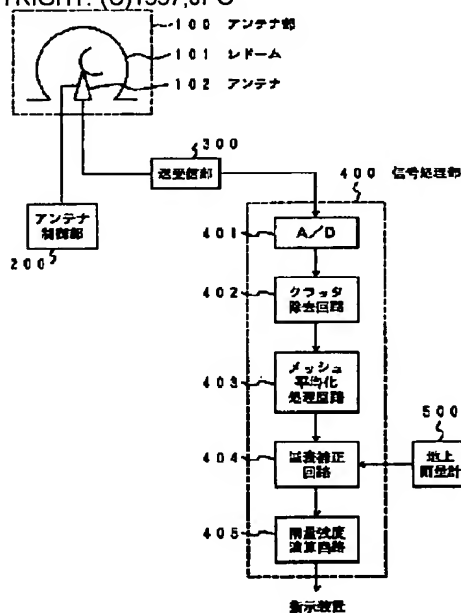 (C)1997,JPO
100 アンテナ部
101 レドーム
102 アンテナ
300
送受信部
400 信号処理部
アンテナ
制御部
200
401
A/D
402
クラッタ
除去回路
403
メッシュ
平均化
処理回路
500
地上
雨量計
404
補正
回路
405
雨量強度
演算回路
指示装置